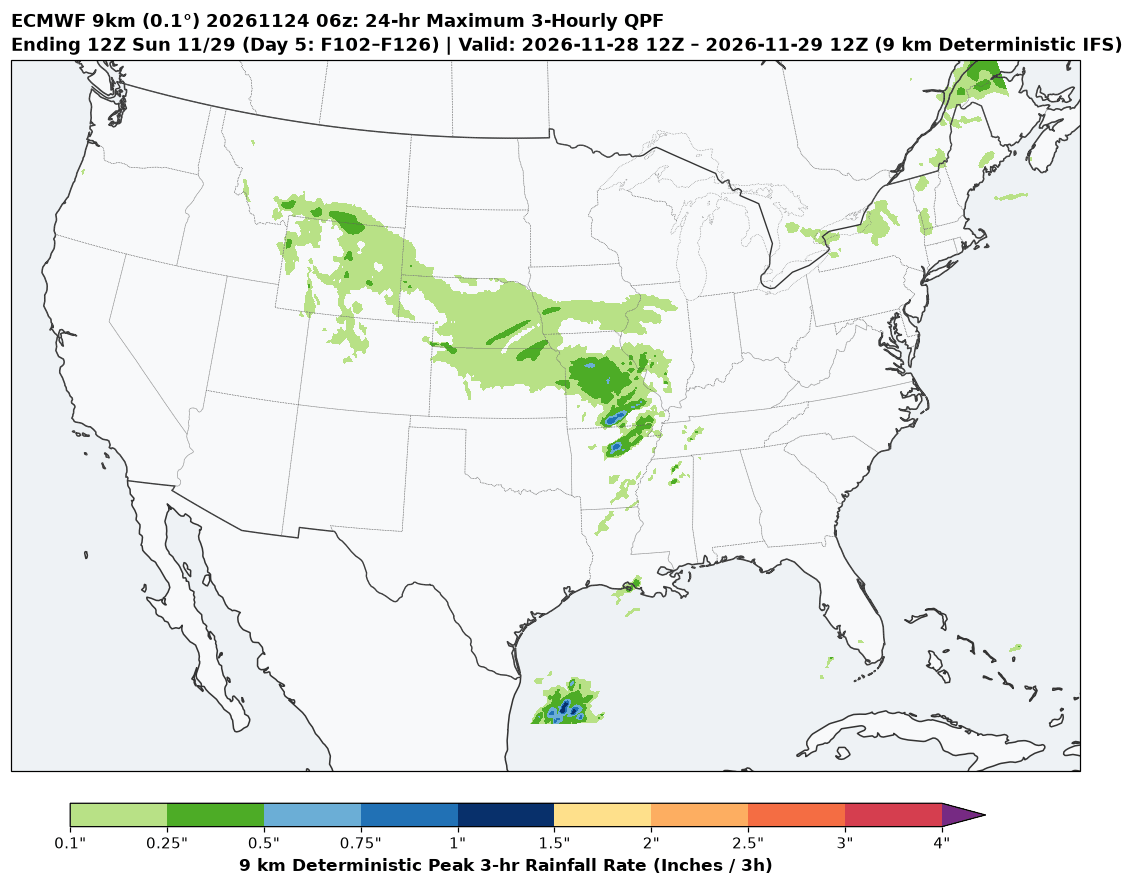 ECMWF 9km (0.1°) 20261124 06z: 24-hr Maximum 3-Hourly QPF
Ending 12Z Sun 11/29 (Day 5: F102–F126) | Valid: 2026-11-28 12Z – 2026-11-29 12Z (9 km Deterministic IFS)
0.1" 0.25" 0.5" 0.75" 1" 1.5" 2" 2.5" 3" 4"
9 km Deterministic Peak 3-hr Rainfall Rate (Inches / 3h)